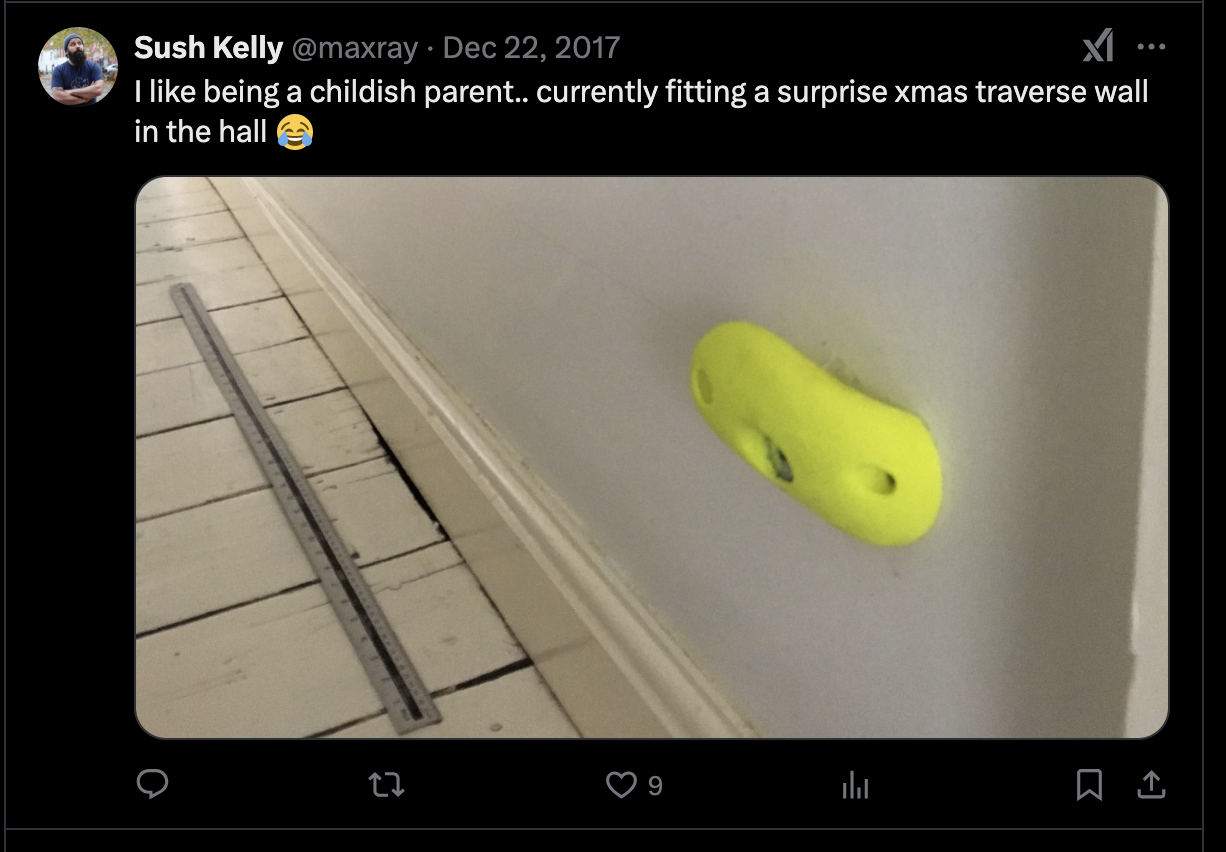 Sush Kelly @maxray · Dec 22, 2017
I like being a childish parent.. currently fitting a surprise xmas traverse wall
in the hall 😂
9